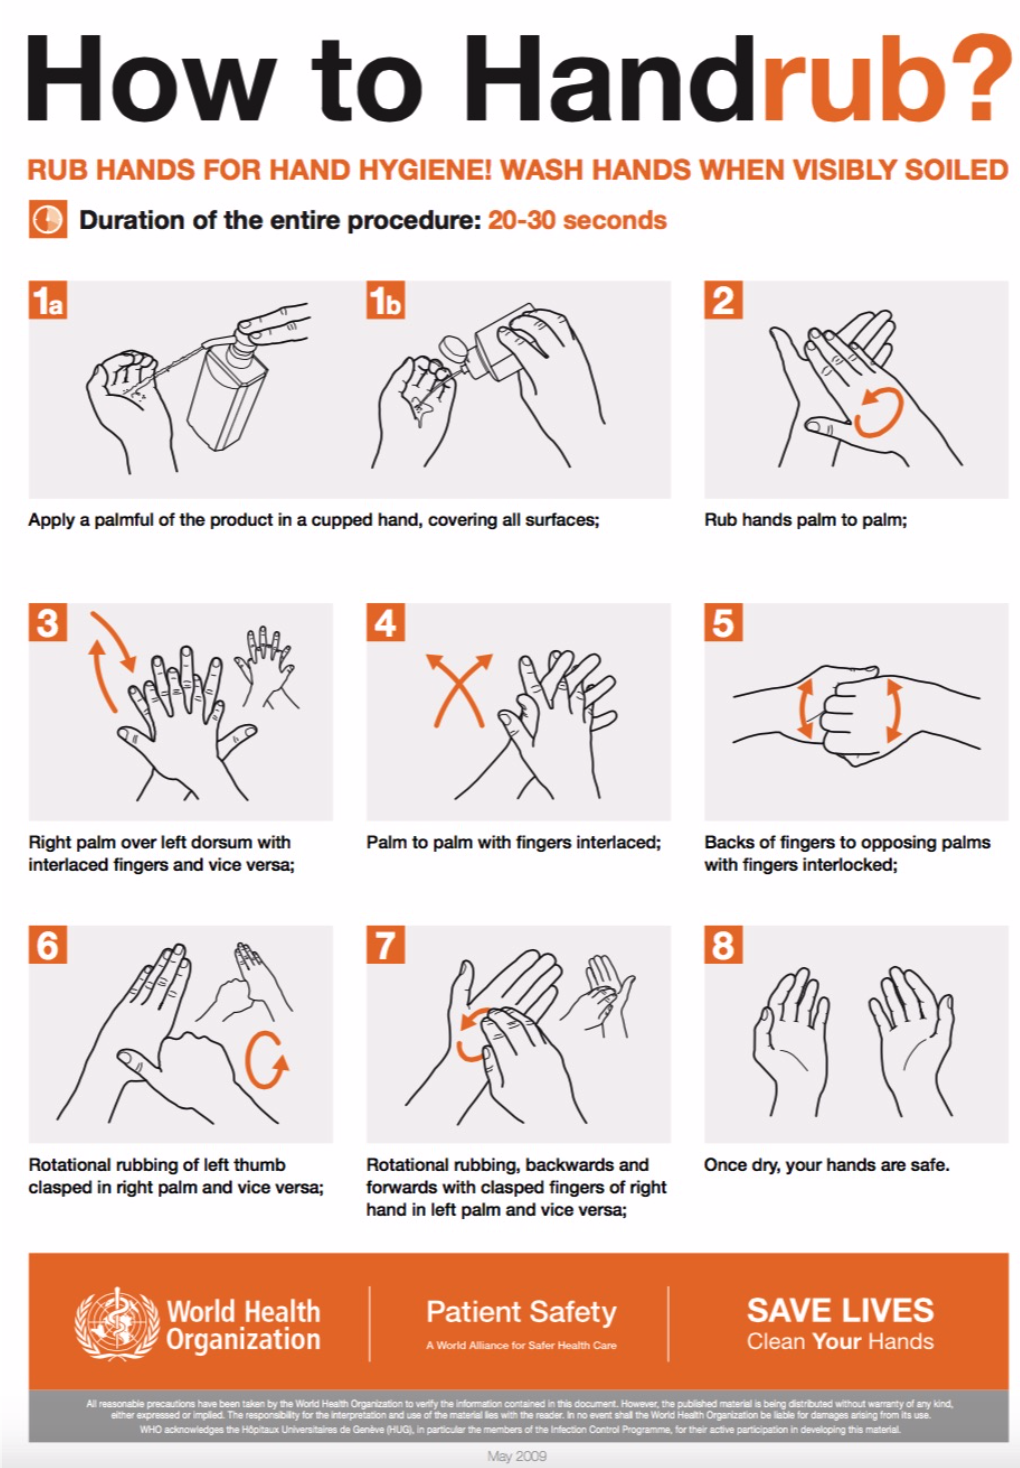 How to Handrub?
RUB HANDS FOR HAND HYGIENE! WASH HANDS WHEN VISIBLY SOILED
Duration of the entire procedure: 20-30 seconds
1a
1b
2
Apply a palmful of the product in a cupped hand, covering all surfaces;
Rub hands palm to palm;
3
4
5
Right palm over left dorsum with
interlaced fingers and vice versa;
Palm to palm with fingers interlaced;
Backs of fingers to opposing palms
with fingers interlocked;
6
7
8
Rotational rubbing of left thumb
clasped in right palm and vice versa;
Rotational rubbing, backwards and
forwards with clasped fingers of right
hand in left palm and vice versa;
Once dry, your hands are safe.
World Health
Organization
Patient Safety
A World Alliance for Safer Health Care
SAVE LIVES
Clean Your Hands
All reasonable precautions have been taken by the World Health Organization to verify the information contained in this document. However, the published material is being distributed without warranty of any kind,
either expressed or implied. The responsibility for the interpretation and use of the material lies with the reader. In no event shall the World Health Organization be liable for damages arising from its use.
WHO acknowledges the Hôpitaux Universitaires de Genève (HUG), in particular the members of the Infection Control Programme, for their active participation in developing this material.
May 2009